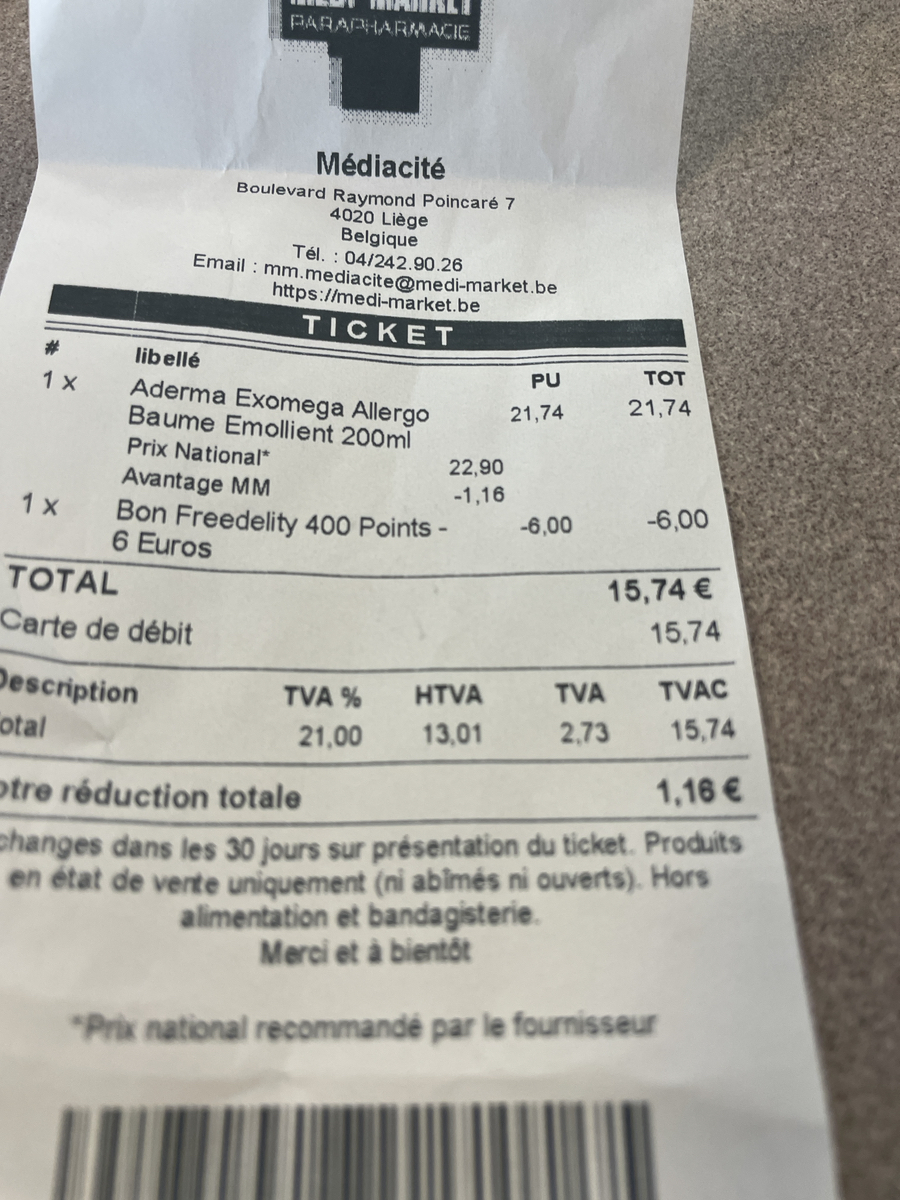 MEDI-MARKET
PARAPHARMACIE
Médiacité
Boulevard Raymond Poincaré 7
4020 Liège
Belgique
Tél. : 04/242.90.26
Email : mm.mediacite@medi-market.be
https://medi-market.be
TICKET
# libellé PU TOT
1 x Aderma Exomega Allergo 21,74 21,74
Baume Emollient 200ml
Prix National* 22,90
Avantage MM -1,16
1 x Bon Freedelity 400 Points - -6,00 -6,00
6 Euros
TOTAL 15,74 €
Carte de débit 15,74
Description TVA % HTVA TVA TVAC
otal 21,00 13,01 2,73 15,74
otre réduction totale 1,16 €
changes dans les 30 jours sur présentation du ticket. Produits
en état de vente uniquement (ni abîmés ni ouverts). Hors
alimentation et bandagisterie.
Merci et à bientôt
*Prix national recommandé par le fournisseur